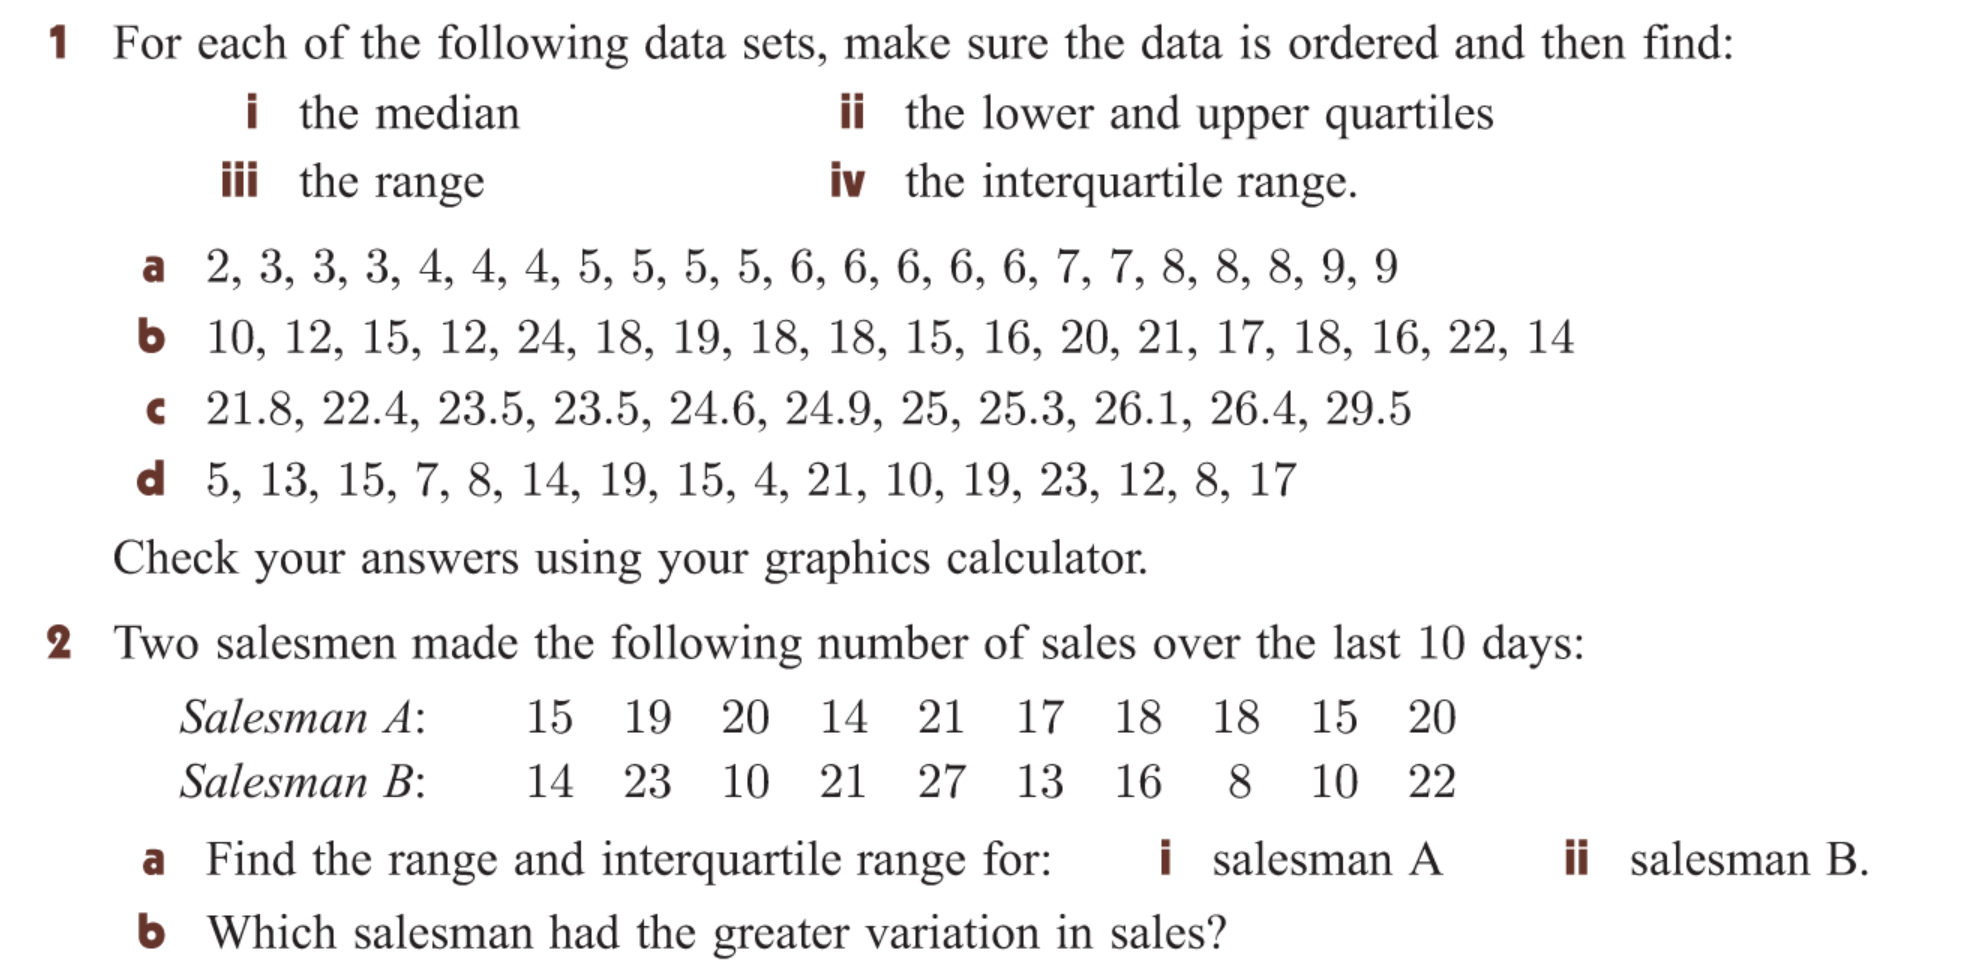 1 For each of the following data sets, make sure the data is ordered and then find:
i the median ii the lower and upper quartiles
iii the range iv the interquartile range.
a 2, 3, 3, 3, 4, 4, 4, 5, 5, 5, 5, 6, 6, 6, 6, 6, 7, 7, 8, 8, 8, 9, 9
b 10, 12, 15, 12, 24, 18, 19, 18, 18, 15, 16, 20, 21, 17, 18, 16, 22, 14
c 21.8, 22.4, 23.5, 23.5, 24.6, 24.9, 25, 25.3, 26.1, 26.4, 29.5
d 5, 13, 15, 7, 8, 14, 19, 15, 4, 21, 10, 19, 23, 12, 8, 17
Check your answers using your graphics calculator.
2 Two salesmen made the following number of sales over the last 10 days:
Salesman A: 15 19 20 14 21 17 18 18 15 20
Salesman B: 14 23 10 21 27 13 16 8 10 22
a Find the range and interquartile range for: i salesman A ii salesman B.
b Which salesman had the greater variation in sales?